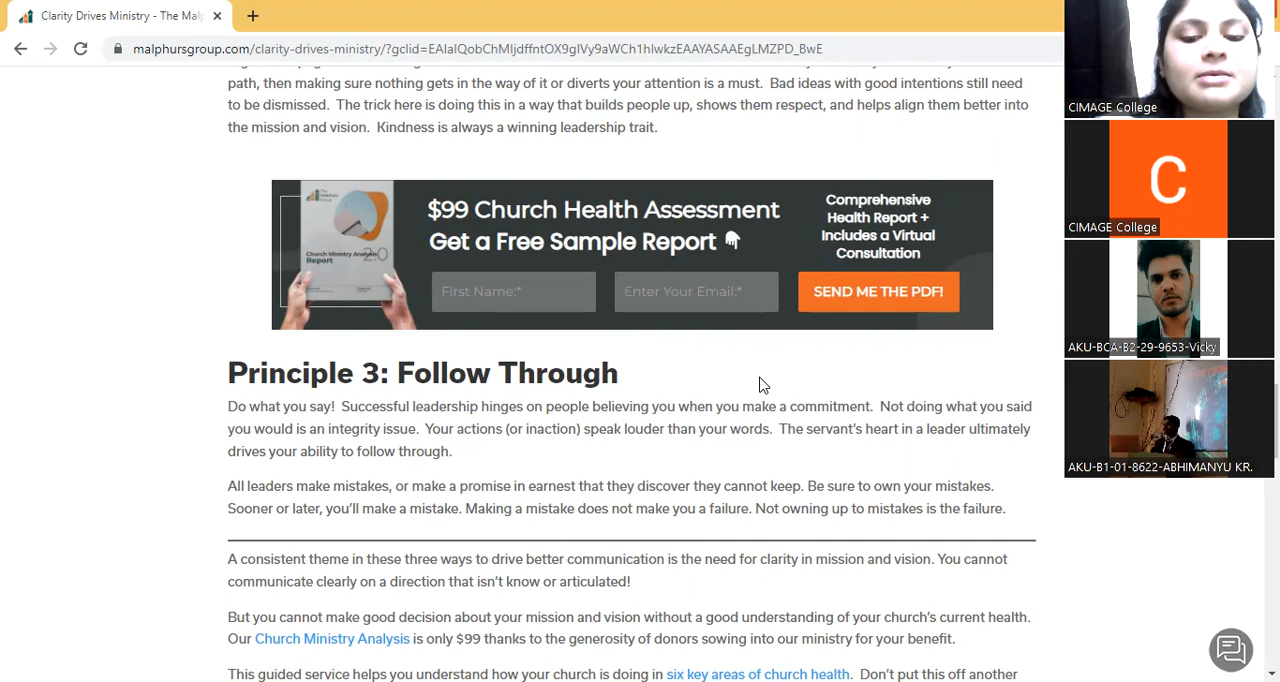 Clarity Drives Ministry - The Mal
malphursgroup.com/clarity-drives-ministry/?gclid=EAIaIQobChMIjdffntOX9gIVy9aWCh1hlwkzEAAYASAAEgLMZPD_BwE
path, then making sure nothing gets in the way of it or diverts your attention is a must. Bad ideas with good intentions still need
to be dismissed. The trick here is doing this in a way that builds people up, shows them respect, and helps align them better into
the mission and vision. Kindness is always a winning leadership trait.
$99 Church Health Assessment
Get a Free Sample Report
Comprehensive
Health Report +
Includes a Virtual
Consultation
Church Ministry Analysis
Report
First Name:*
Enter Your Email:*
SEND ME THE PDF!
Principle 3: Follow Through
Do what you say! Successful leadership hinges on people believing you when you make a commitment. Not doing what you said
you would is an integrity issue. Your actions (or inaction) speak louder than your words. The servant's heart in a leader ultimately
drives your ability to follow through.
All leaders make mistakes, or make a promise in earnest that they discover they cannot keep. Be sure to own your mistakes.
Sooner or later, you'll make a mistake. Making a mistake does not make you a failure. Not owning up to mistakes is the failure.
A consistent theme in these three ways to drive better communication is the need for clarity in mission and vision. You cannot
communicate clearly on a direction that isn't know or articulated!
But you cannot make good decision about your mission and vision without a good understanding of your church's current health.
Our Church Ministry Analysis is only $99 thanks to the generosity of donors sowing into our ministry for your benefit.
This guided service helps you understand how your church is doing in six key areas of church health. Don't put this off another
CIMAGE College
C
CIMAGE College
AKU-BCA-B2-29-9653-Vicky
AKU-B1-01-8622-ABHIMANYU KR.